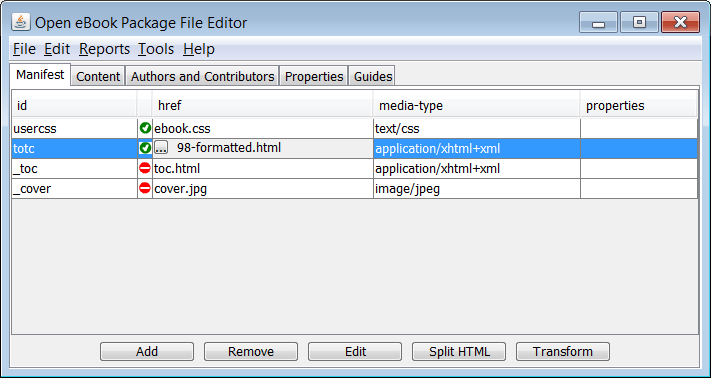 Open eBook Package File Editor
File Edit Reports Tools Help
Manifest Content Authors and Contributors Properties Guides
id href media-type properties
usercss ebook.css text/css
totc ... 98-formatted.html application/xhtml+xml
_toc toc.html application/xhtml+xml
_cover cover.jpg image/jpeg
Add Remove Edit Split HTML Transform